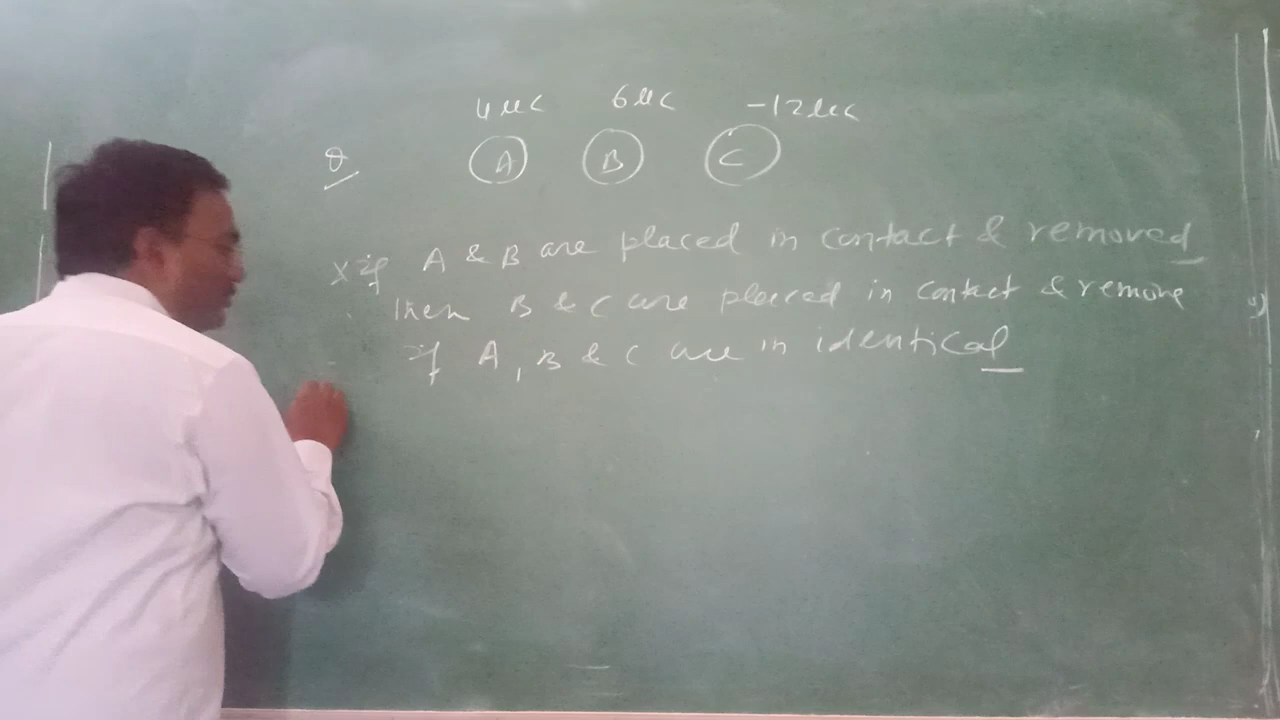 4μC 6μC -12μC
Q A B C
x if A & B are placed in contact & removed
then B & C are placed in contact & remove
if A, B & C are in identical